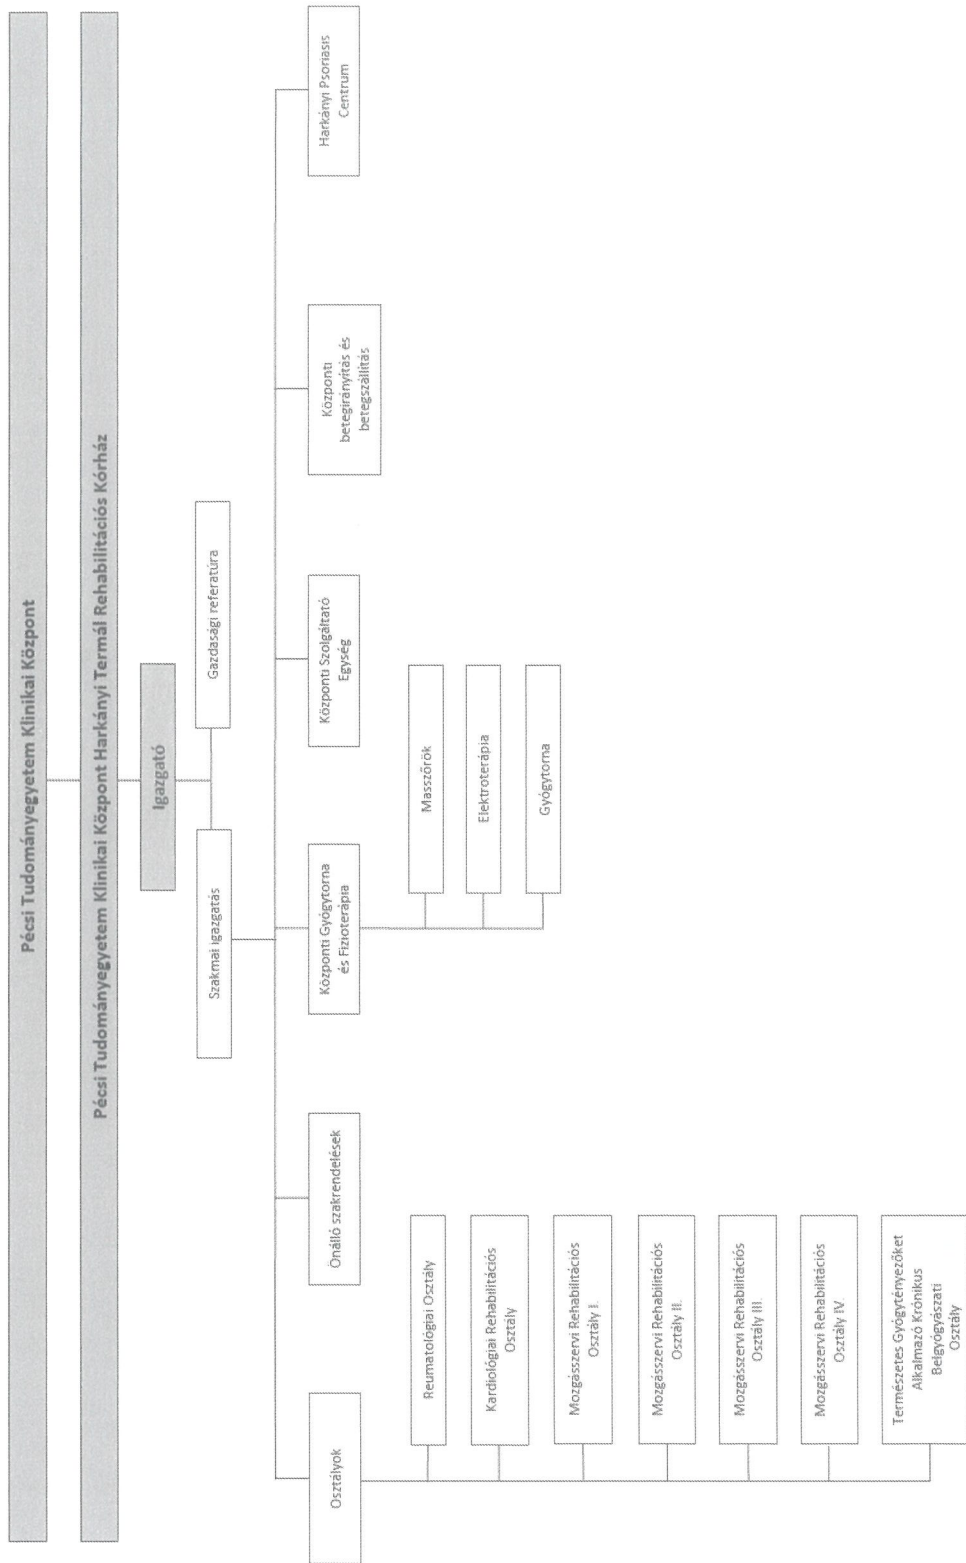 Pécsi Tudományegyetem Klinikai Központ
Pécsi Tudományegyetem Klinikai Központ Harkányi Termál Rehabilitációs Kórház
Igazgató
Szakmai igazgatás
Gazdasági referatúra
Osztályok
Önálló szakrendelések
Központi Gyógytorna
és Fizioterápia
Központi Szolgáltató
Egység
Központi
betegirányítás és
betegszállítás
Harkányi Psoriasis
Centrum
Reumatológiai Osztály
Kardiológiai Rehabilitációs
Osztály
Mozgásszervi Rehabilitációs
Osztály I.
Mozgásszervi Rehabilitációs
Osztály II.
Mozgásszervi Rehabilitációs
Osztály III
Mozgásszervi Rehabilitációs
Osztály IV.
Természetes Gyógytényezőket
Alkalmazó Krónikus
Belgyógyászati
Osztály
Masszőrök
Elektroterápia
Gyógytorna